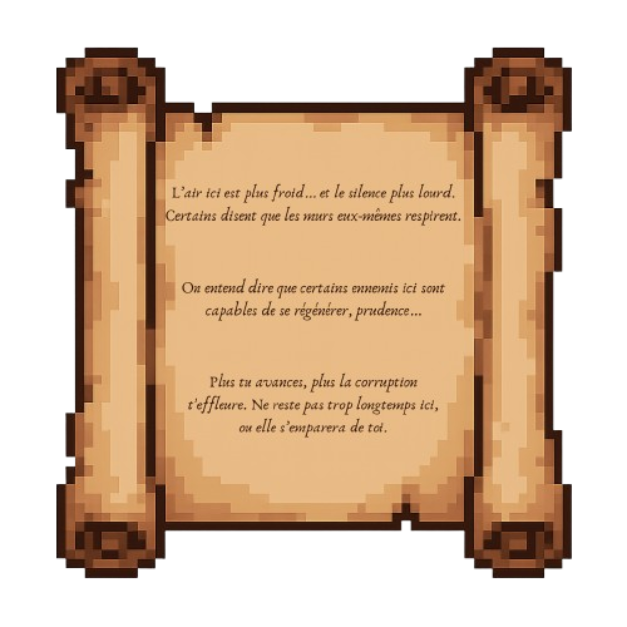 L'air ici est plus froid... et le silence plus lourd.
Certains disent que les murs eux-mêmes respirent.
On entend dire que certains ennemis ici sont
capables de se régénérer, prudence...
Plus tu avances, plus la corruption
t'effleure. Ne reste pas trop longtemps ici,
ou elle s'emparera de toi.